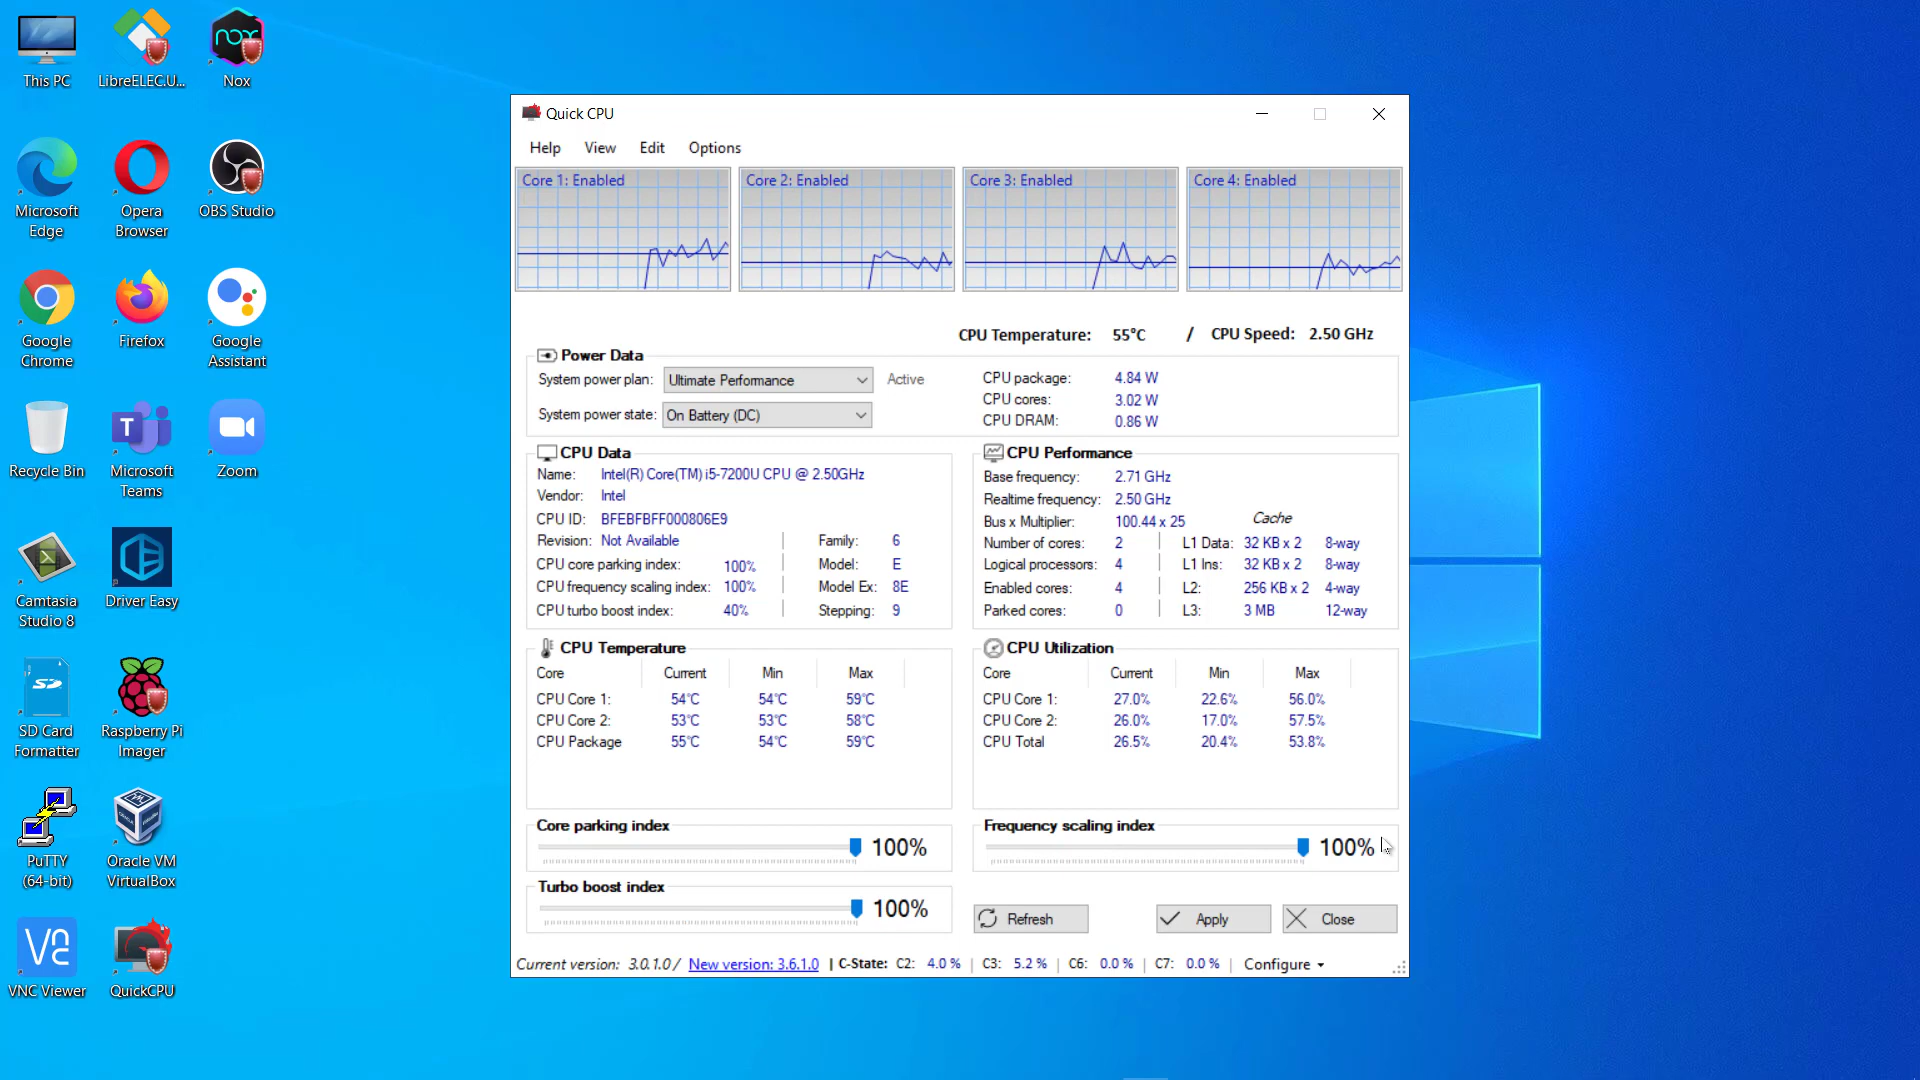 This PC
LibreELEC.U...
Nox
Microsoft
Edge
Opera
Browser
OBS Studio
Google
Chrome
Firefox
Google
Assistant
Recycle Bin
Microsoft
Teams
Zoom
Camtasia
Studio 8
Driver Easy
SD Card
Formatter
Raspberry Pi
Imager
PuTTY
(64-bit)
Oracle VM
VirtualBox
VNC Viewer
QuickCPU
Quick CPU
Help View Edit Options
Core 1: Enabled
Core 2: Enabled
Core 3: Enabled
Core 4: Enabled
CPU Temperature: 55°C / CPU Speed: 2.50 GHz
Power Data
System power plan: Ultimate Performance Active
System power state: On Battery (DC)
CPU package: 4.84 W
CPU cores: 3.02 W
CPU DRAM: 0.86 W
CPU Data
Name: Intel(R) Core(TM) i5-7200U CPU @ 2.50GHz
Vendor: Intel
CPU ID: BFEBFBFF000806E9
Revision: Not Available
CPU core parking index: 100%
CPU frequency scaling index: 100%
CPU turbo boost index: 40%
Family: 6
Model: E
Model Ex: 8E
Stepping: 9
CPU Performance
Base frequency: 2.71 GHz
Realtime frequency: 2.50 GHz
Bus x Multiplier: 100.44 x 25
Number of cores: 2
Logical processors: 4
Enabled cores: 4
Parked cores: 0
Cache
L1 Data: 32 KB x 2 8-way
L1 Ins: 32 KB x 2 8-way
L2: 256 KB x 2 4-way
L3: 3 MB 12-way
CPU Temperature
Core Current Min Max
CPU Core 1: 54°C 54°C 59°C
CPU Core 2: 53°C 53°C 58°C
CPU Package 55°C 54°C 59°C
CPU Utilization
Core Current Min Max
CPU Core 1: 27.0% 22.6% 56.0%
CPU Core 2: 26.0% 17.0% 57.5%
CPU Total 26.5% 20.4% 53.8%
Core parking index
100%
Frequency scaling index
100%
Turbo boost index
100%
Refresh
Apply
Close
Current version: 3.0.1.0 / New version: 3.6.1.0 | C-State: C2: 4.0 % | C3: 5.2 % | C6: 0.0 % | C7: 0.0 % | Configure